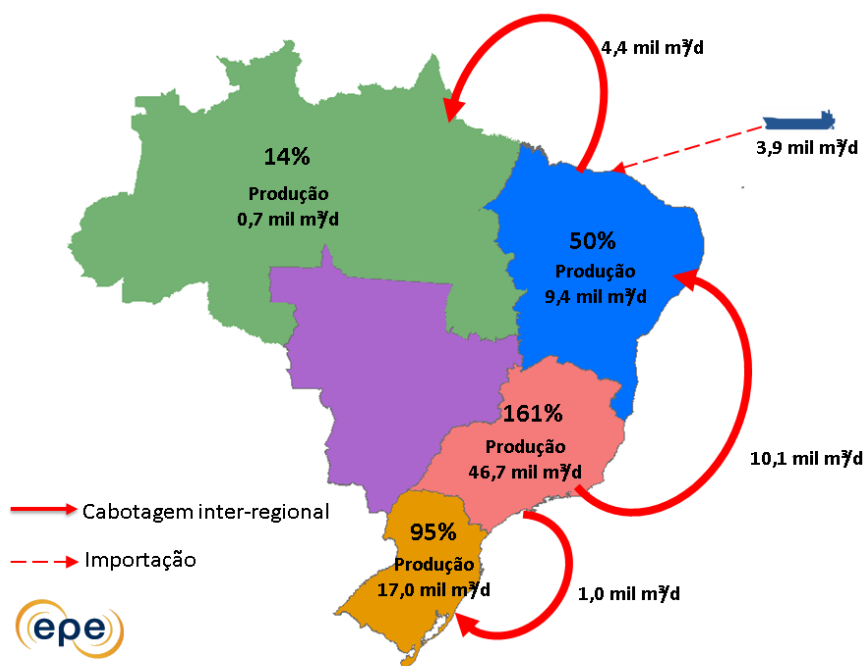 4,4 mil m³/d
3,9 mil m³/d
14%
Produção
0,7 mil m³/d
50%
Produção
9,4 mil m³/d
161%
Produção
46,7 mil m³/d
10,1 mil m³/d
Cabotagem inter-regional
95%
Importação
Produção
17,0 mil m³/d
1,0 mil m³/d
epe